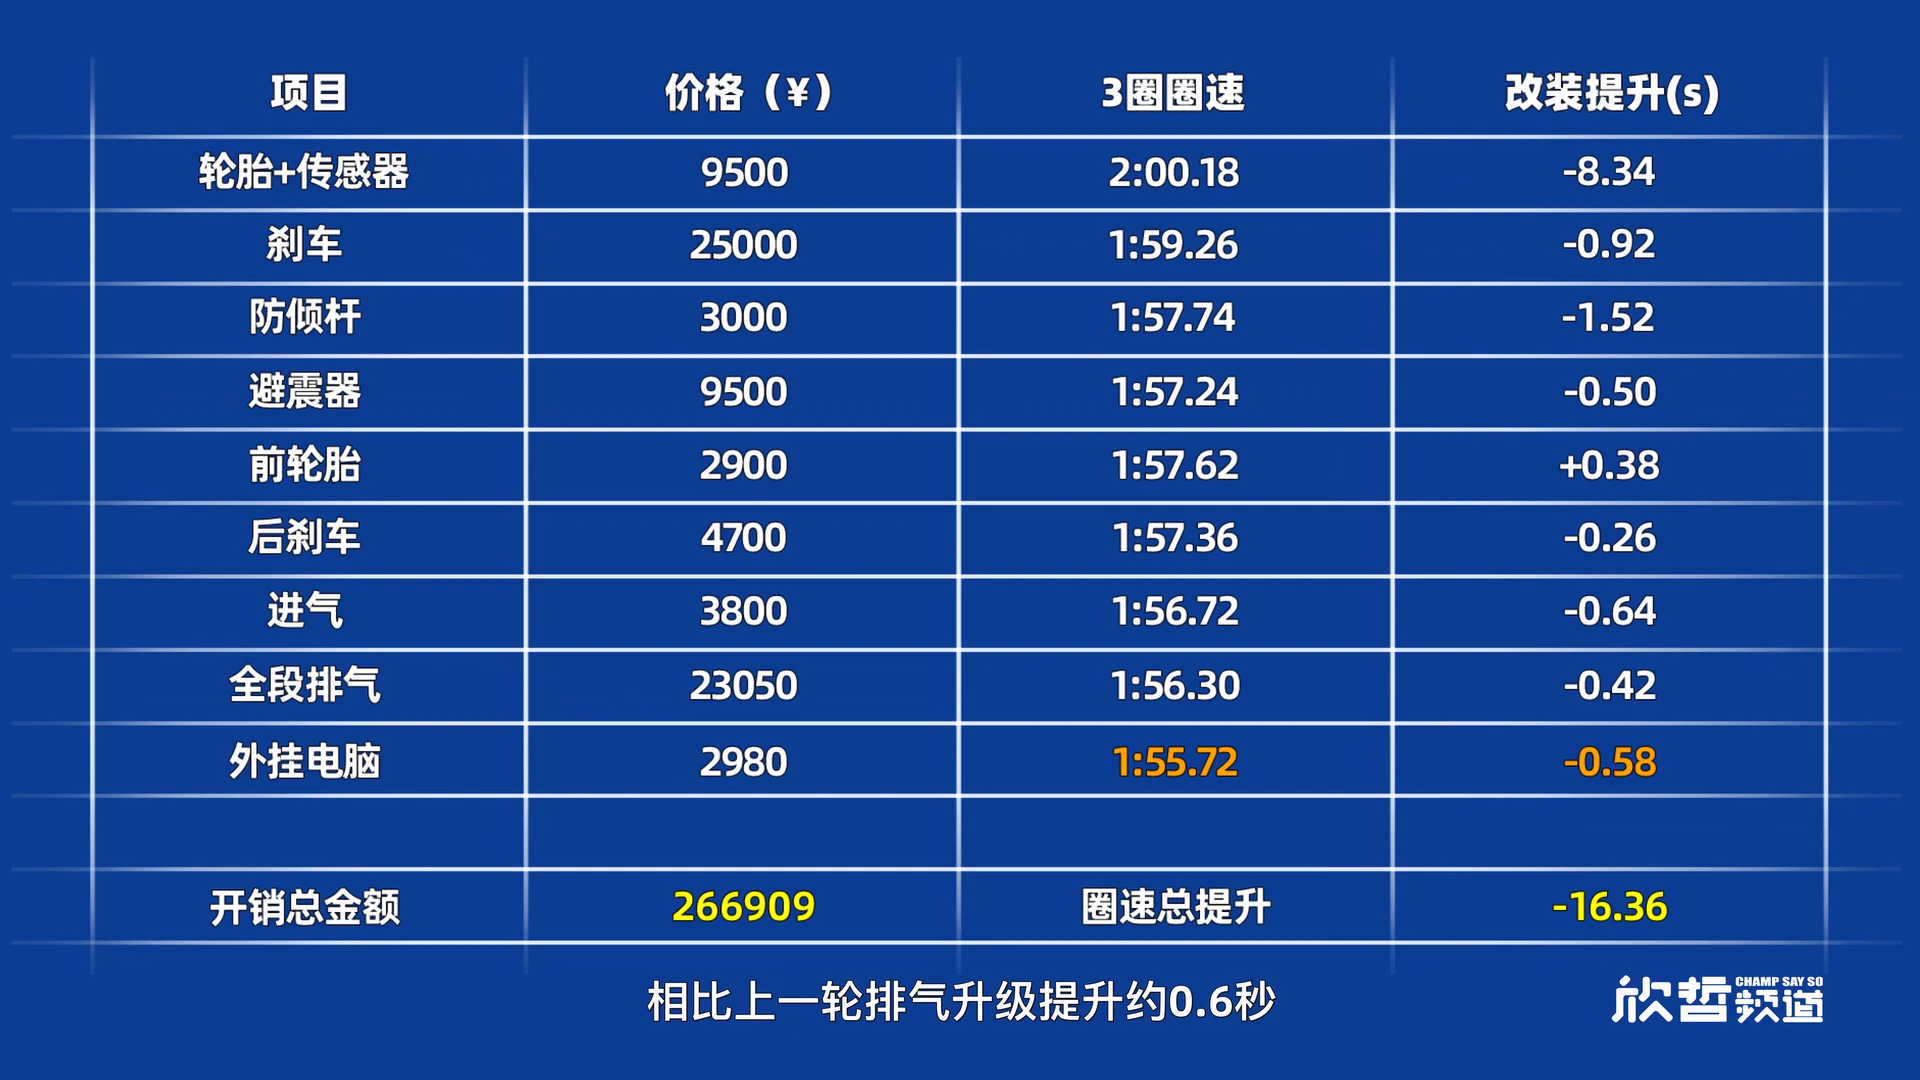 项目 价格（¥） 3圈圈速 改装提升(s)
轮胎+传感器 9500 2:00.18 -8.34
刹车 25000 1:59.26 -0.92
防倾杆 3000 1:57.74 -1.52
避震器 9500 1:57.24 -0.50
前轮胎 2900 1:57.62 +0.38
后刹车 4700 1:57.36 -0.26
进气 3800 1:56.72 -0.64
全段排气 23050 1:56.30 -0.42
外挂电脑 2980 1:55.72 -0.58
开销总金额 266909 圈速总提升 -16.36
相比上一轮排气升级提升约0.6秒
欣哲频道 CHAMP SAY SO